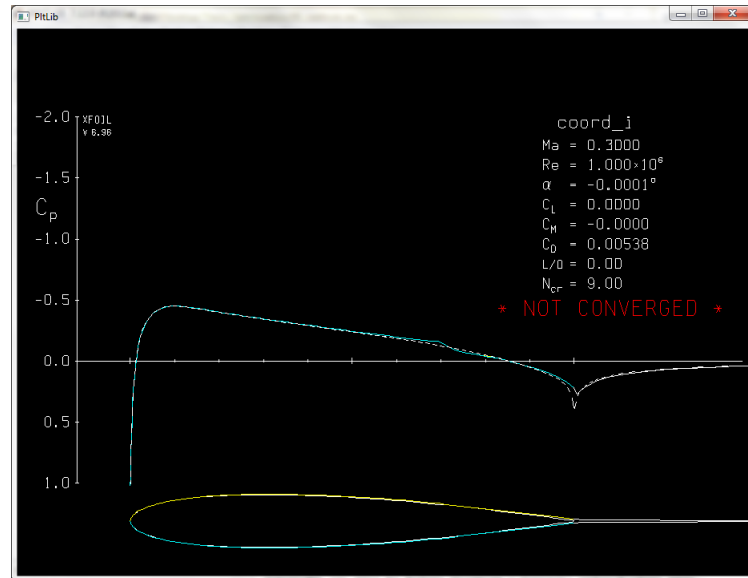 PltLib
-2.0
XFOIL
V 6.96
-1.5
Cp
-1.0
-0.5
0.0
0.5
1.0
coord_i
Ma = 0.3000
Re = 1.000×10⁶
α = -0.0001°
CL = 0.0000
CM = -0.0000
CD = 0.00538
L/D = 0.00
Ncr = 9.00
* NOT CONVERGED *